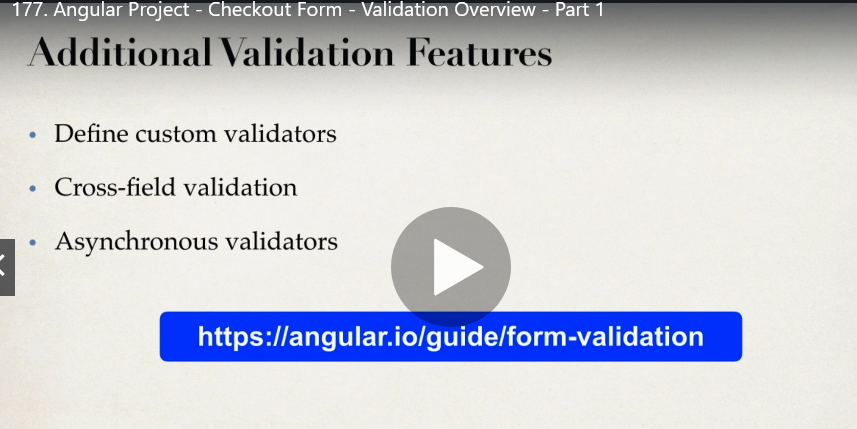 177. Angular Project - Checkout Form - Validation Overview - Part 1
Additional Validation Features
• Define custom validators
• Cross-field validation
• Asynchronous validators
https://angular.io/guide/form-validation